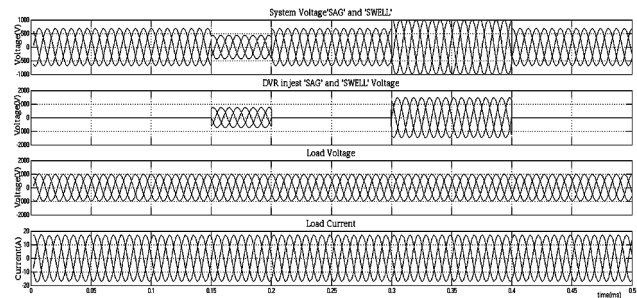 System Voltage'SAG' and 'SWELL'
Voltage(V)
1000
500
0
-500
-1000
DVR injest 'SAG' and 'SWELL' Voltage
Voltage(V)
2000
1000
0
-1000
2000
Load Voltage
Voltage(V)
2000
1000
0
-1000
2000
Load Current
Current(A)
20
10
0
-10
-20
0 0.05 0.1 0.15 0.2 0.25 0.3 0.35 0.4 0.45 0.5
time(ms)